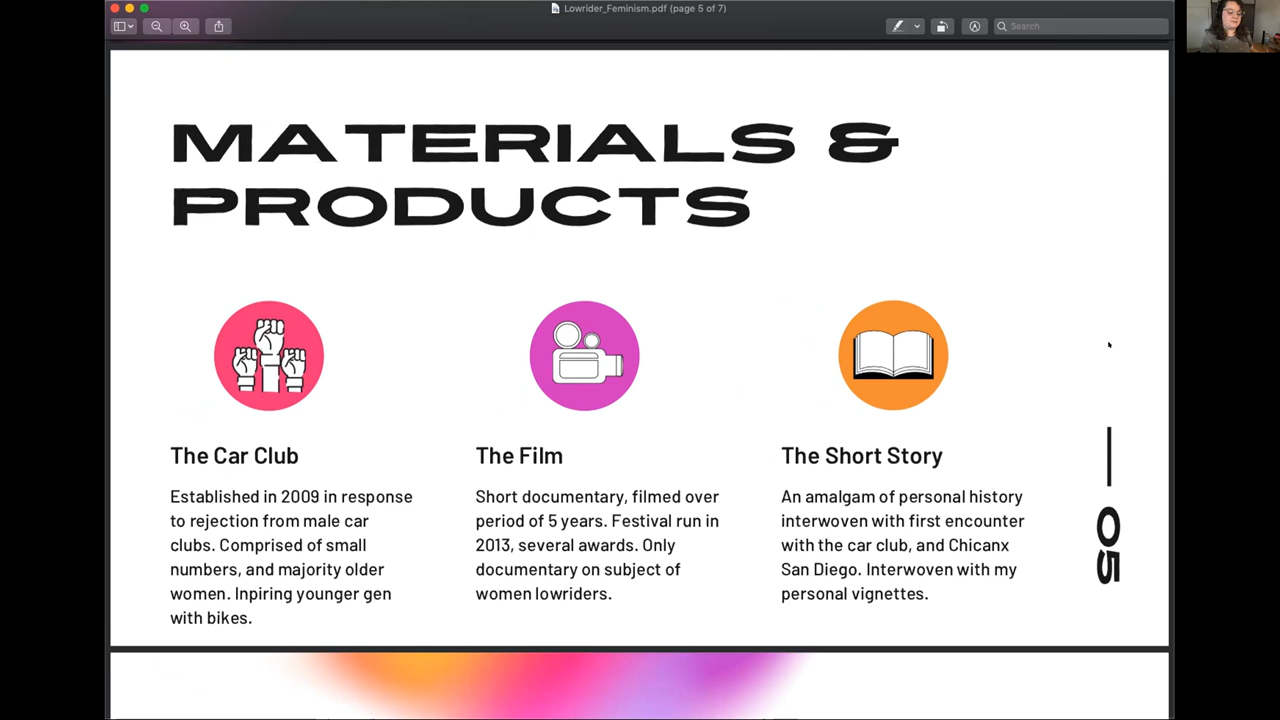 Lowrider_Feminism.pdf (page 5 of 7)
Search
MATERIALS &
PRODUCTS
The Car Club
Established in 2009 in response
to rejection from male car
clubs. Comprised of small
numbers, and majority older
women. Inpiring younger gen
with bikes.
The Film
Short documentary, filmed over
period of 5 years. Festival run in
2013, several awards. Only
documentary on subject of
women lowriders.
The Short Story
An amalgam of personal history
interwoven with first encounter
with the car club, and Chicanx
San Diego. Interwoven with my
personal vignettes.
05